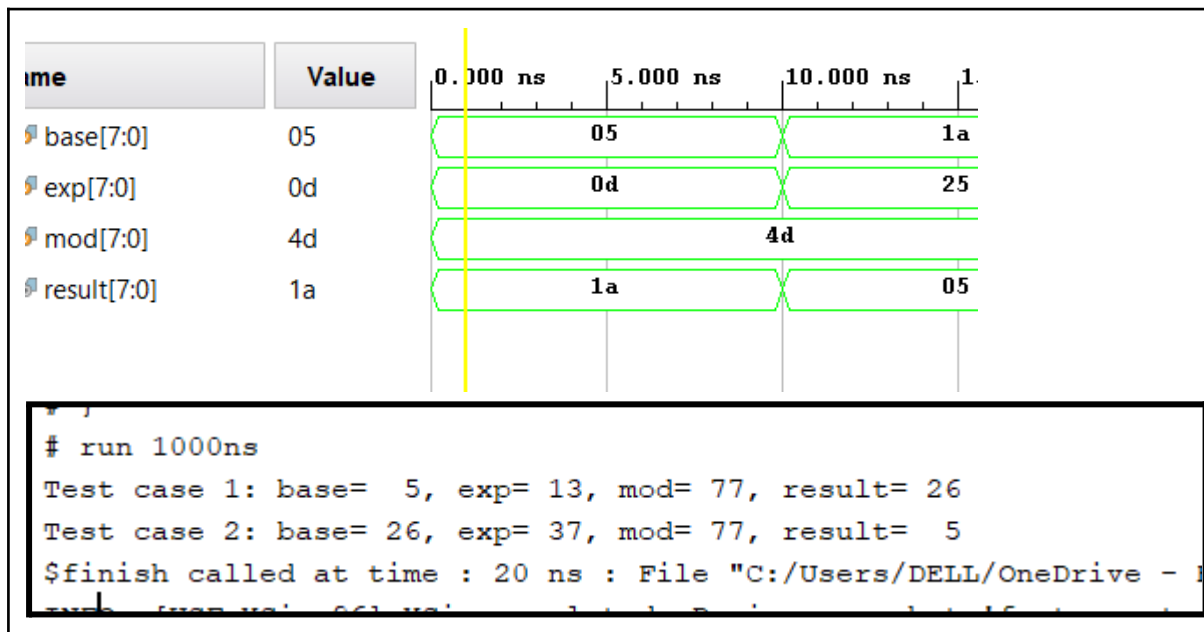 ame Value 0.000 ns 5.000 ns 10.000 ns 1.
base[7:0] 05 05 1a
exp[7:0] 0d 0d 25
mod[7:0] 4d 4d
result[7:0] 1a 1a 05
# }
# run 1000ns
Test case 1: base=  5, exp= 13, mod= 77, result= 26
Test case 2: base= 26, exp= 37, mod= 77, result=  5
$finish called at time : 20 ns : File "C:/Users/DELL/OneDrive -